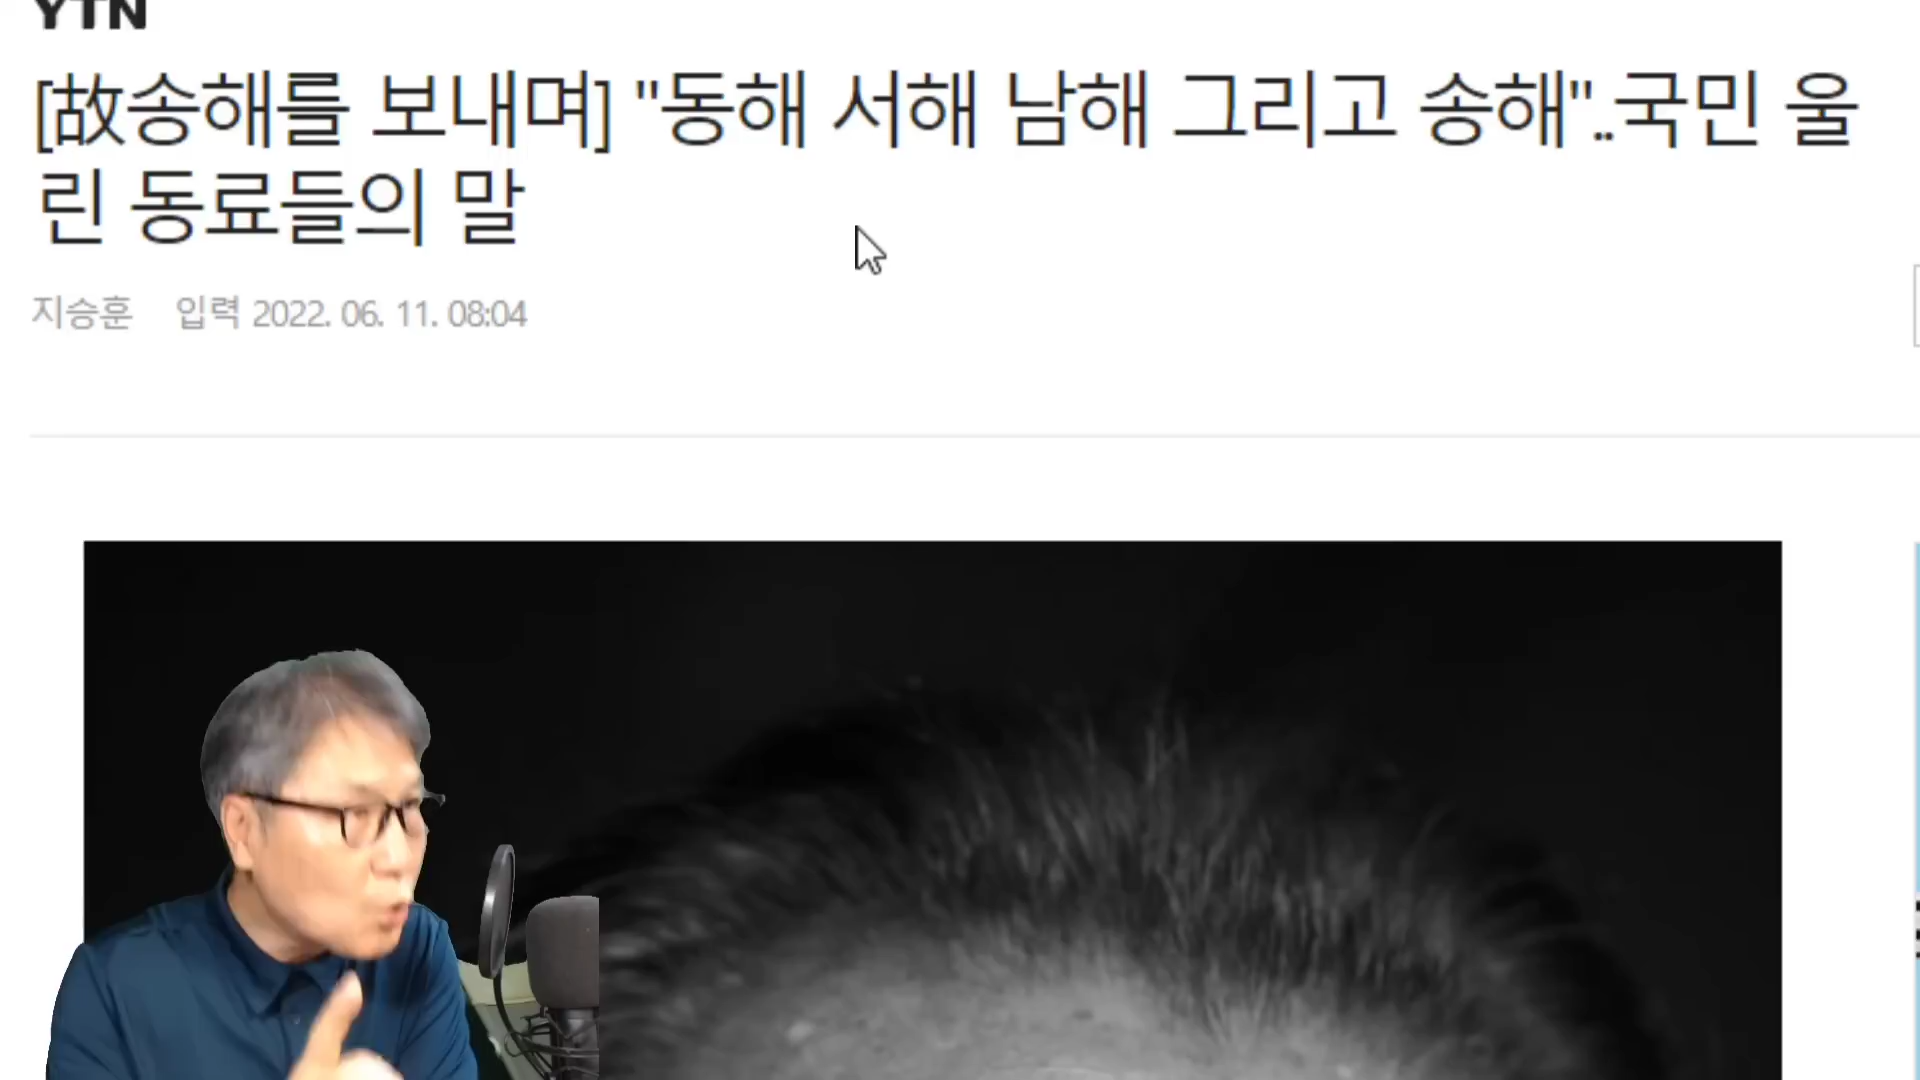 YTN
[故송해를 보내며] "동해 서해 남해 그리고 송해"..국민 울
린 동료들의 말
지승훈 입력 2022. 06. 11. 08:04